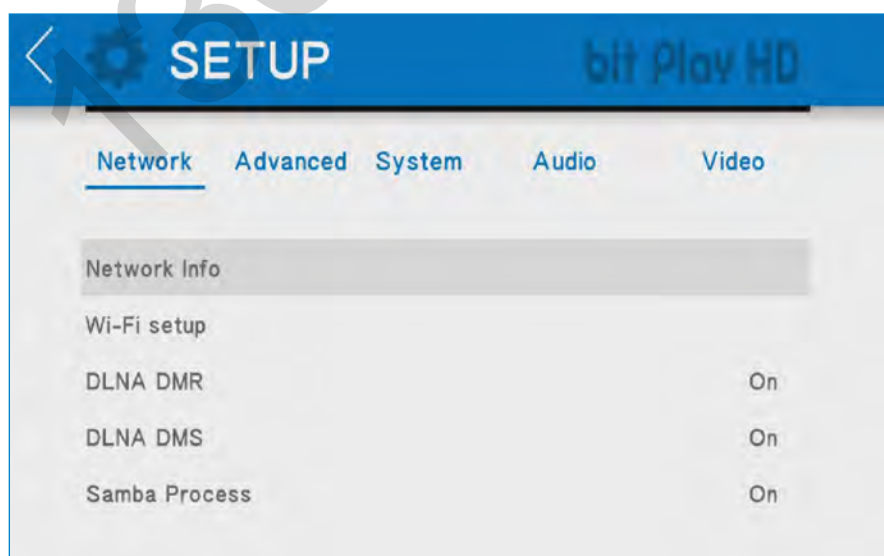 SETUP bit Play HD
Network Advanced System Audio Video
Network Info
Wi-Fi setup
DLNA DMR On
DLNA DMS On
Samba Process On